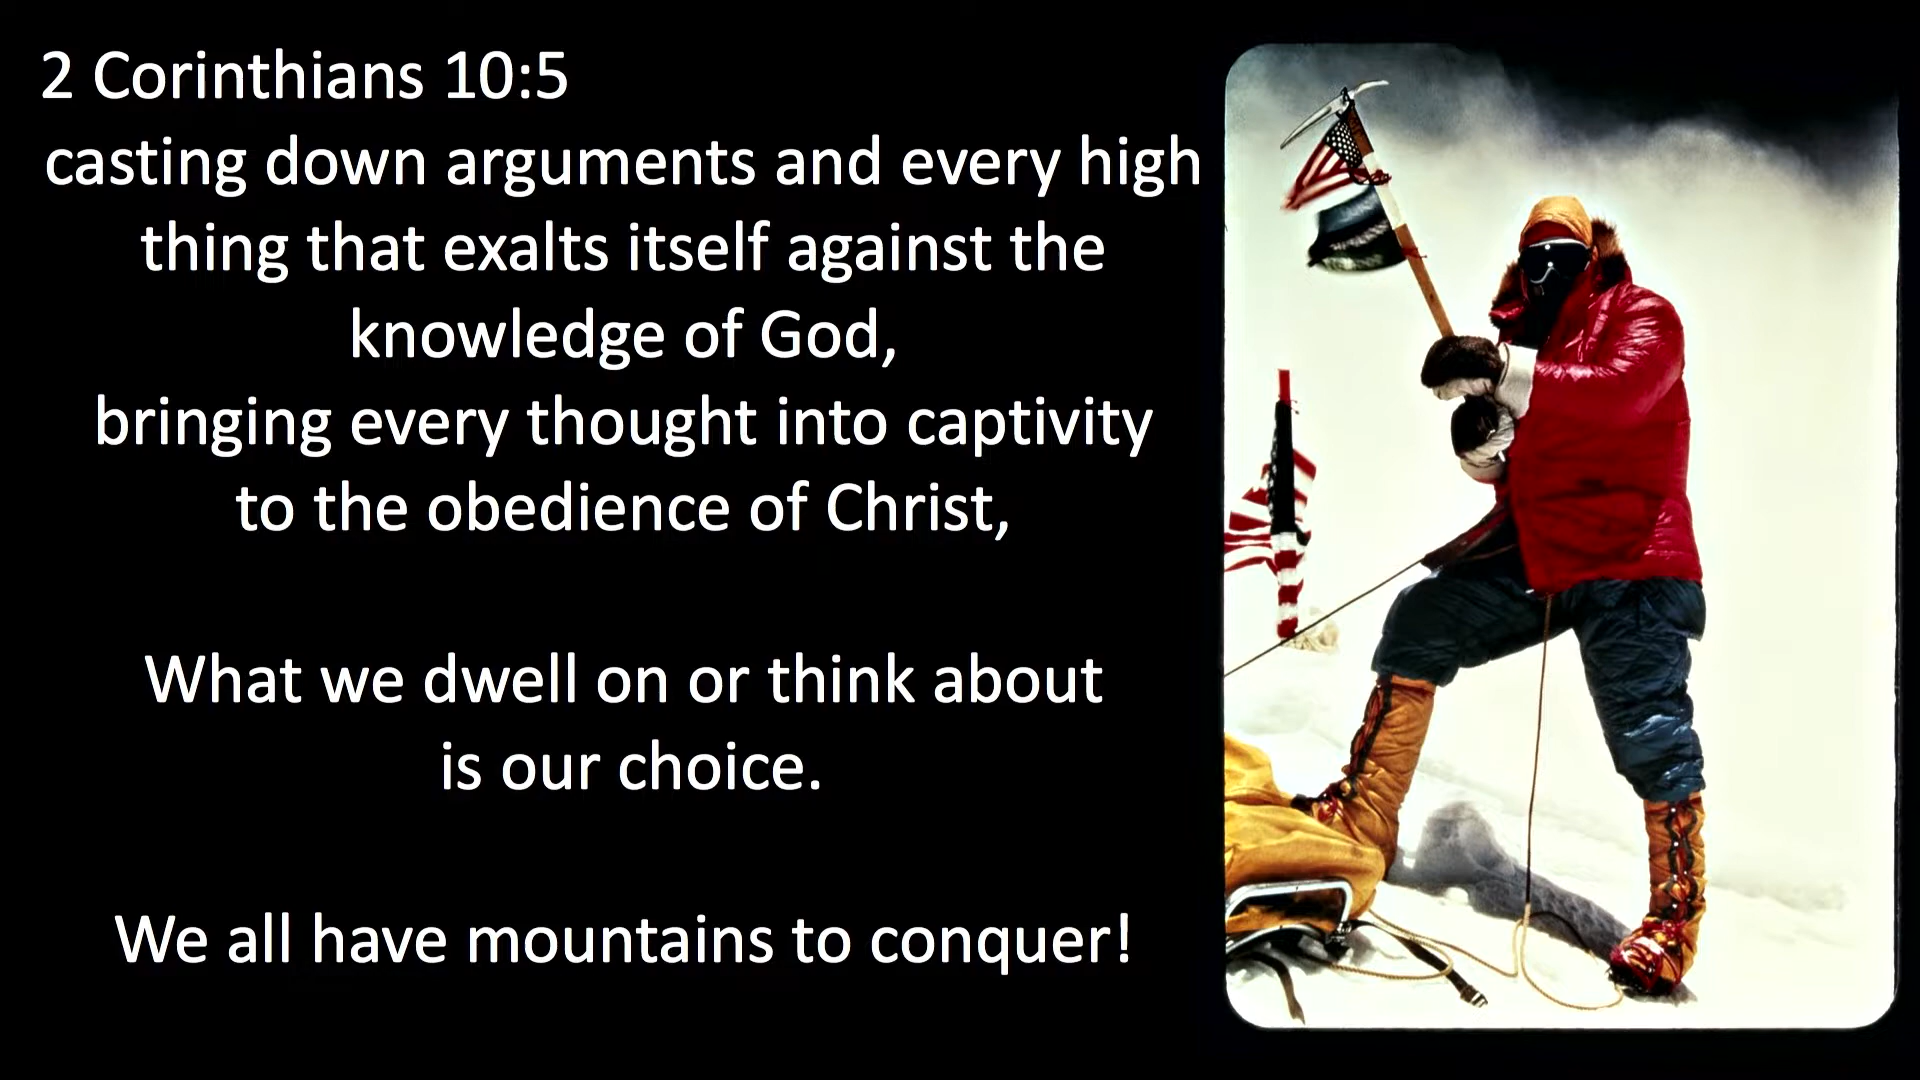 2 Corinthians 10:5
casting down arguments and every high
thing that exalts itself against the
knowledge of God,
bringing every thought into captivity
to the obedience of Christ,
What we dwell on or think about
is our choice.
We all have mountains to conquer!